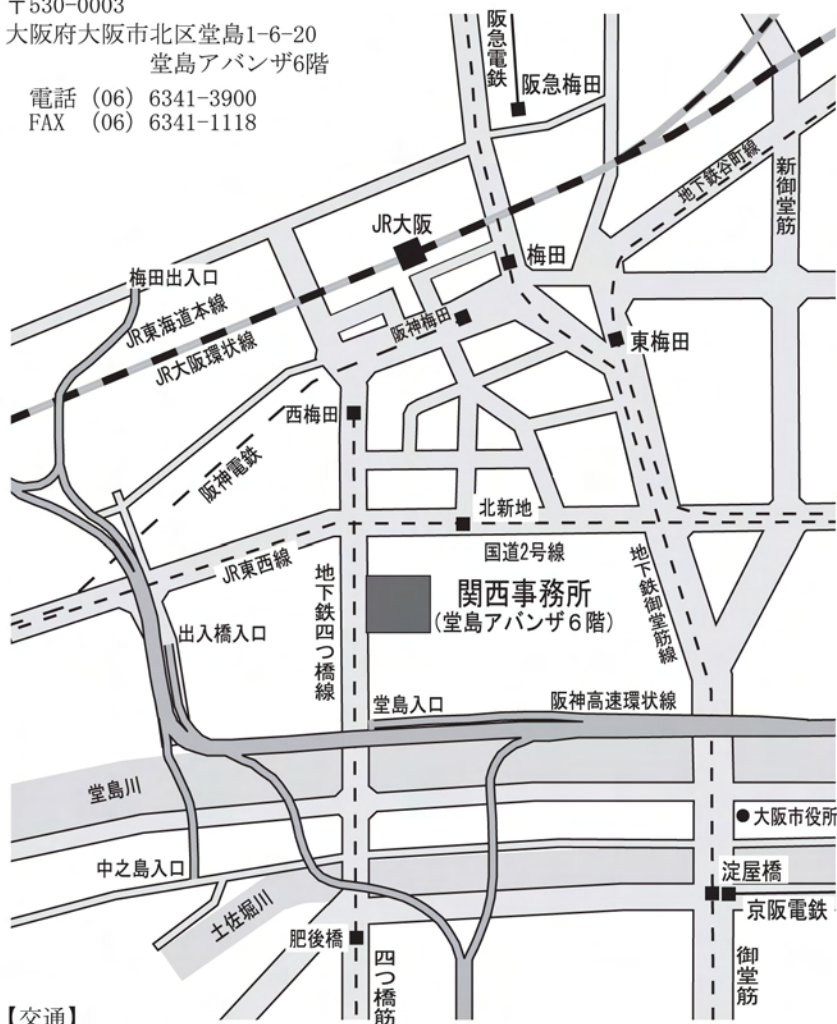 〒530-0003
大阪府大阪市北区堂島1-6-20
堂島アバンザ6階
電話 (06) 6341-3900
FAX (06) 6341-1118
阪急電鉄
阪急梅田
地下鉄谷町線
新御堂筋
JR大阪
梅田
梅田出入口
JR東海道本線
JR大阪環状線
阪神梅田
東梅田
西梅田
阪神電鉄
北新地
国道2号線
JR東西線
地下鉄四つ橋線
関西事務所
(堂島アバンザ6階)
地下鉄御堂筋線
出入橋入口
堂島入口
阪神高速環状線
堂島川
大阪市役所
中之島入口
淀屋橋
京阪電鉄
土佐堀川
肥後橋
四つ橋筋
御堂筋
【交通】